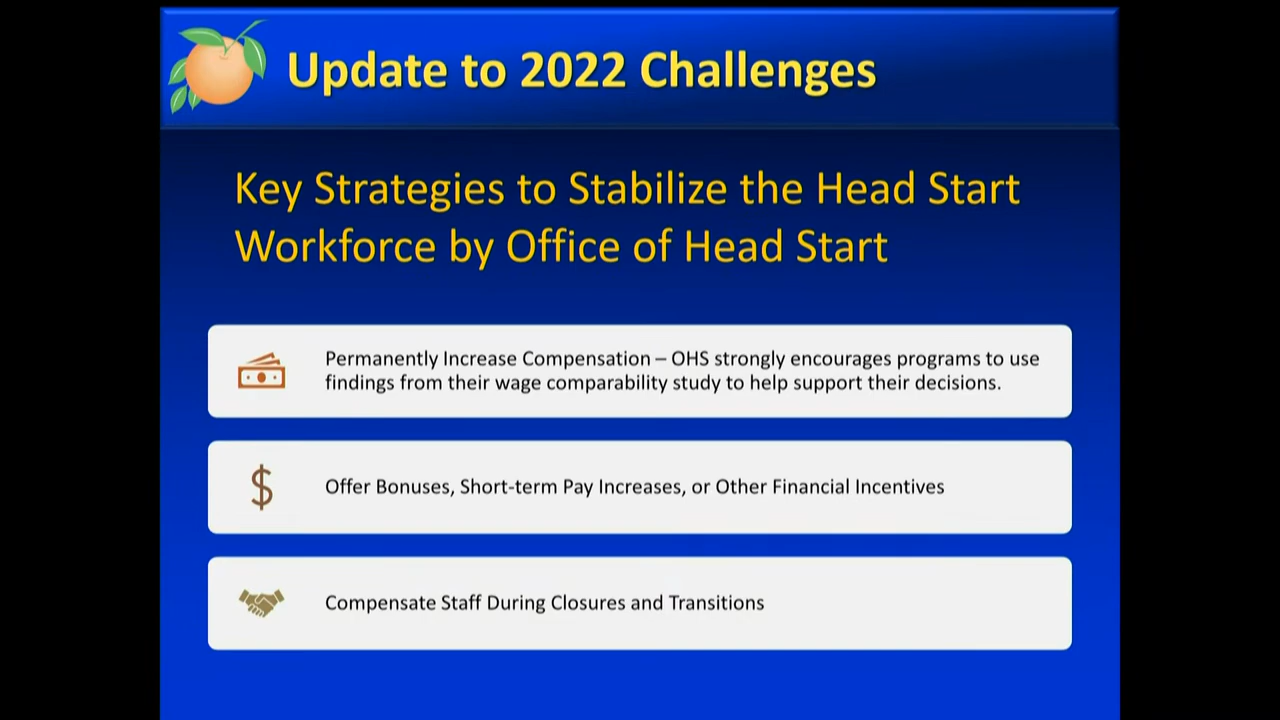 Update to 2022 Challenges
Key Strategies to Stabilize the Head Start
Workforce by Office of Head Start
Permanently Increase Compensation – OHS strongly encourages programs to use
findings from their wage comparability study to help support their decisions.
Offer Bonuses, Short-term Pay Increases, or Other Financial Incentives
Compensate Staff During Closures and Transitions